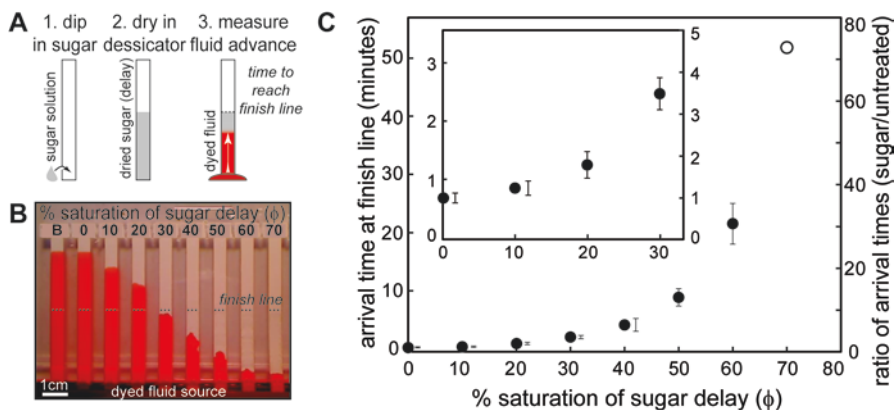 A
1. dip
in sugar
2. dry in
dessicator
3. measure
fluid advance
sugar solution
dried sugar (delay)
dyed fluid
time to
reach
finish line
B
% saturation of sugar delay (ϕ)
B 0 10 20 30 40 50 60 70
finish line
1cm
dyed fluid source
C
arrival time at finish line (minutes)
50
40
30
20
10
0
3
2
1
0
0 10 20 30
5
4
3
2
1
0
0 10 20 30 40 50 60 70 80
% saturation of sugar delay (ϕ)
80
60
40
20
0
ratio of arrival times (sugar/untreated)